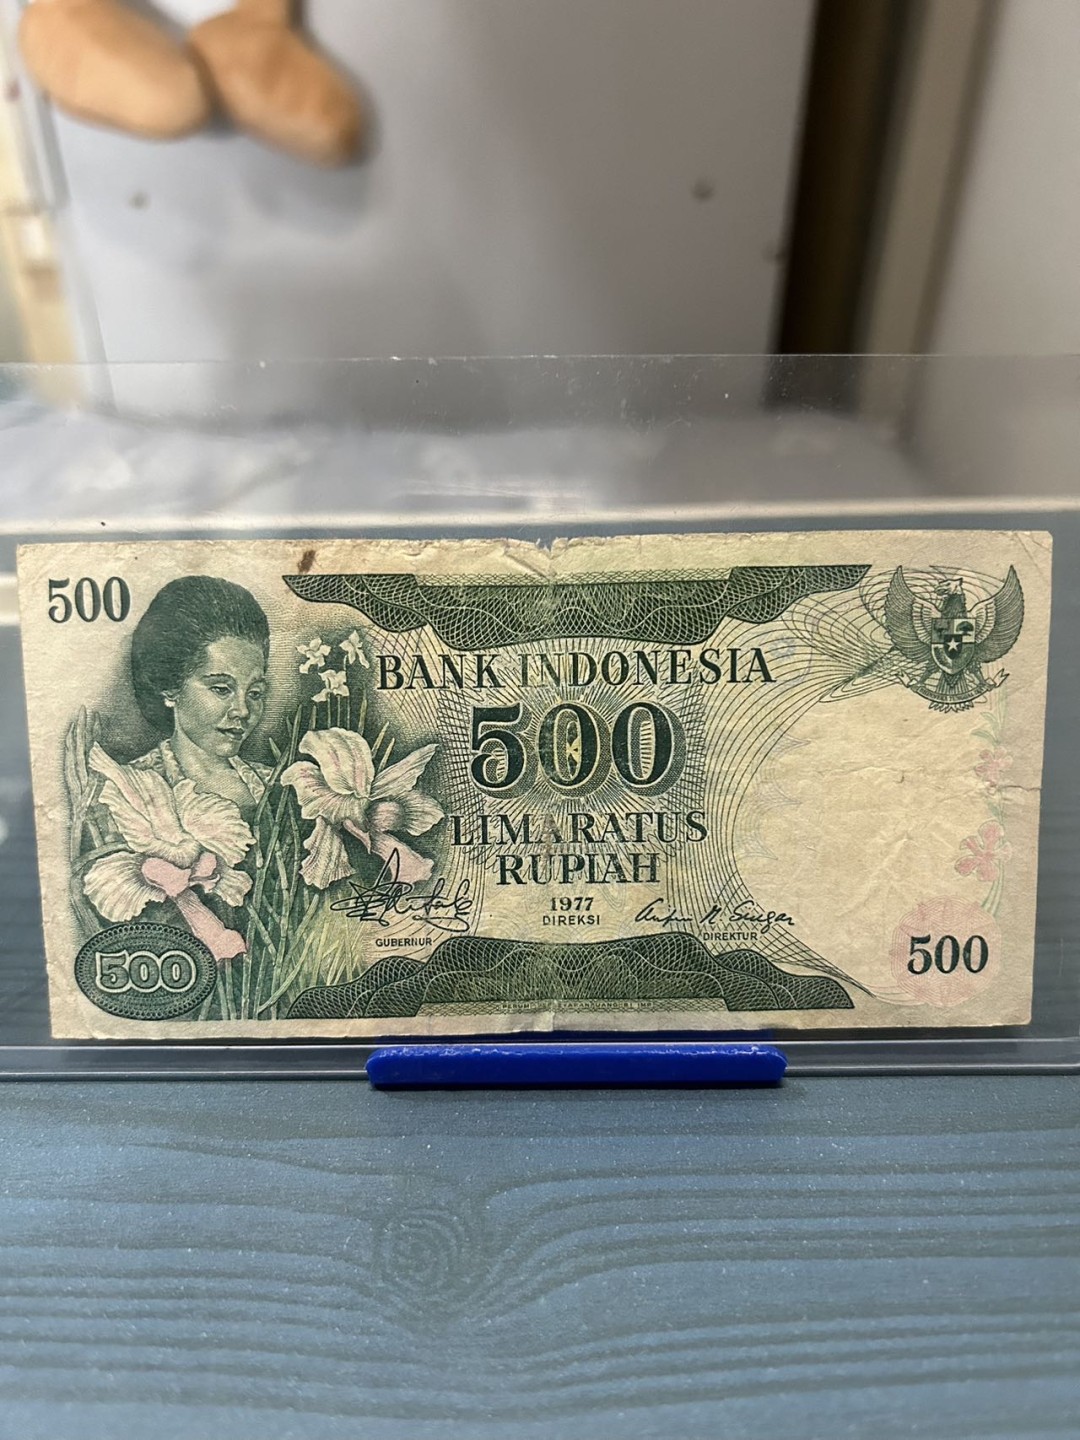 500
BANK INDONESIA
500
LIMA RATUS
RUPIAH
1977
DIREKSI
GUBERNUR
DIREKTUR
500
500